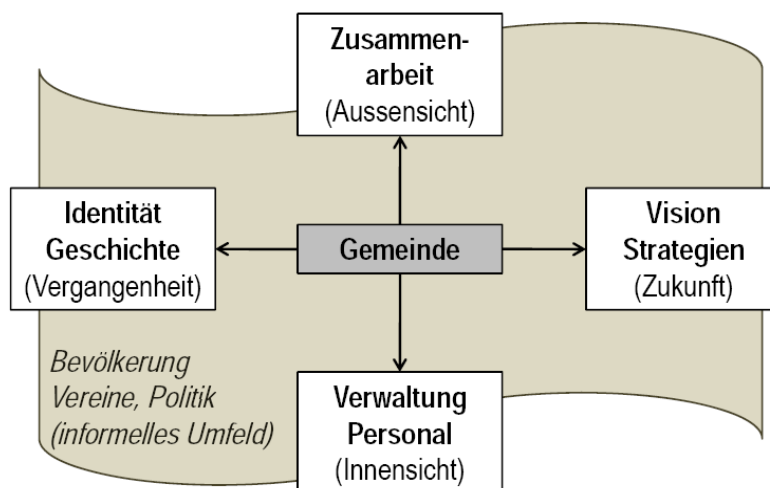 Zusammen-
arbeit
(Aussensicht)
Identität
Geschichte
(Vergangenheit)
Gemeinde
Vision
Strategien
(Zukunft)
Bevölkerung
Vereine, Politik
(informelles Umfeld)
Verwaltung
Personal
(Innensicht)